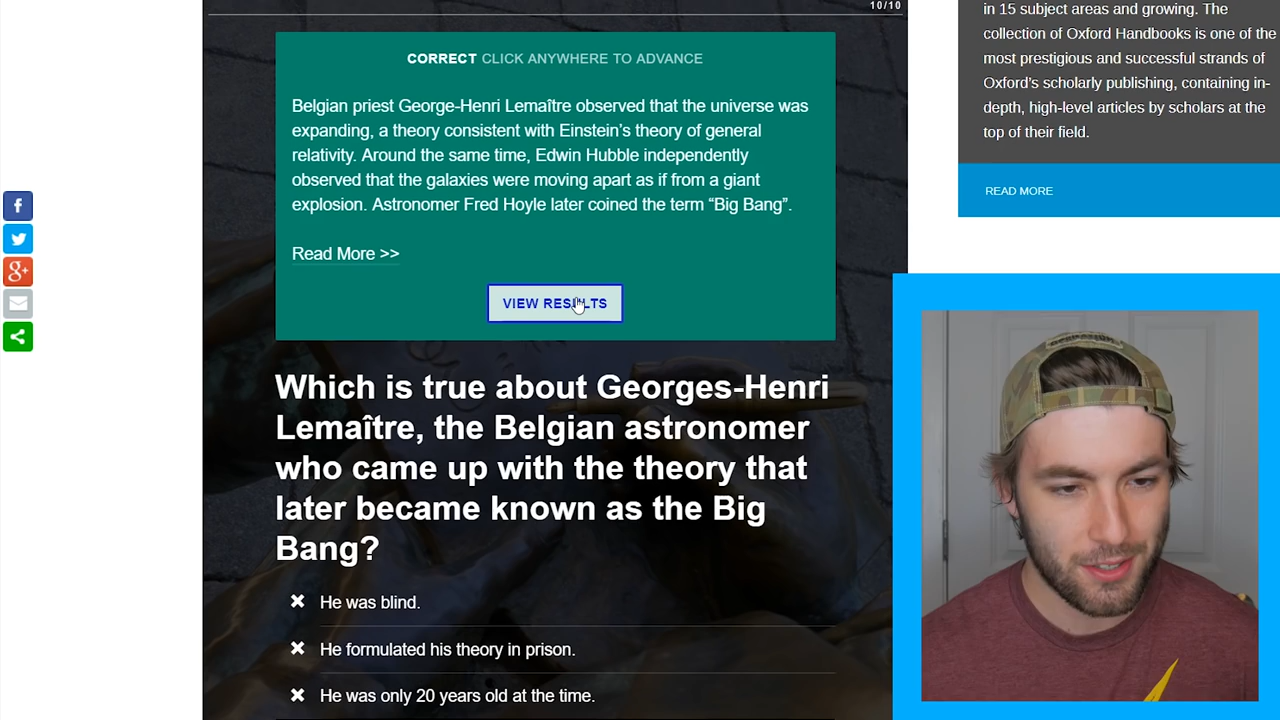 10/10
CORRECT CLICK ANYWHERE TO ADVANCE
Belgian priest George-Henri Lemaître observed that the universe was
expanding, a theory consistent with Einstein’s theory of general
relativity. Around the same time, Edwin Hubble independently
observed that the galaxies were moving apart as if from a giant
explosion. Astronomer Fred Hoyle later coined the term “Big Bang”.
Read More >>
VIEW RESULTS
Which is true about Georges-Henri
Lemaître, the Belgian astronomer
who came up with the theory that
later became known as the Big
Bang?
He was blind.
He formulated his theory in prison.
He was only 20 years old at the time.
in 15 subject areas and growing. The
collection of Oxford Handbooks is one of the
most prestigious and successful strands of
Oxford’s scholarly publishing, containing in-
depth, high-level articles by scholars at the
top of their field.
READ MORE